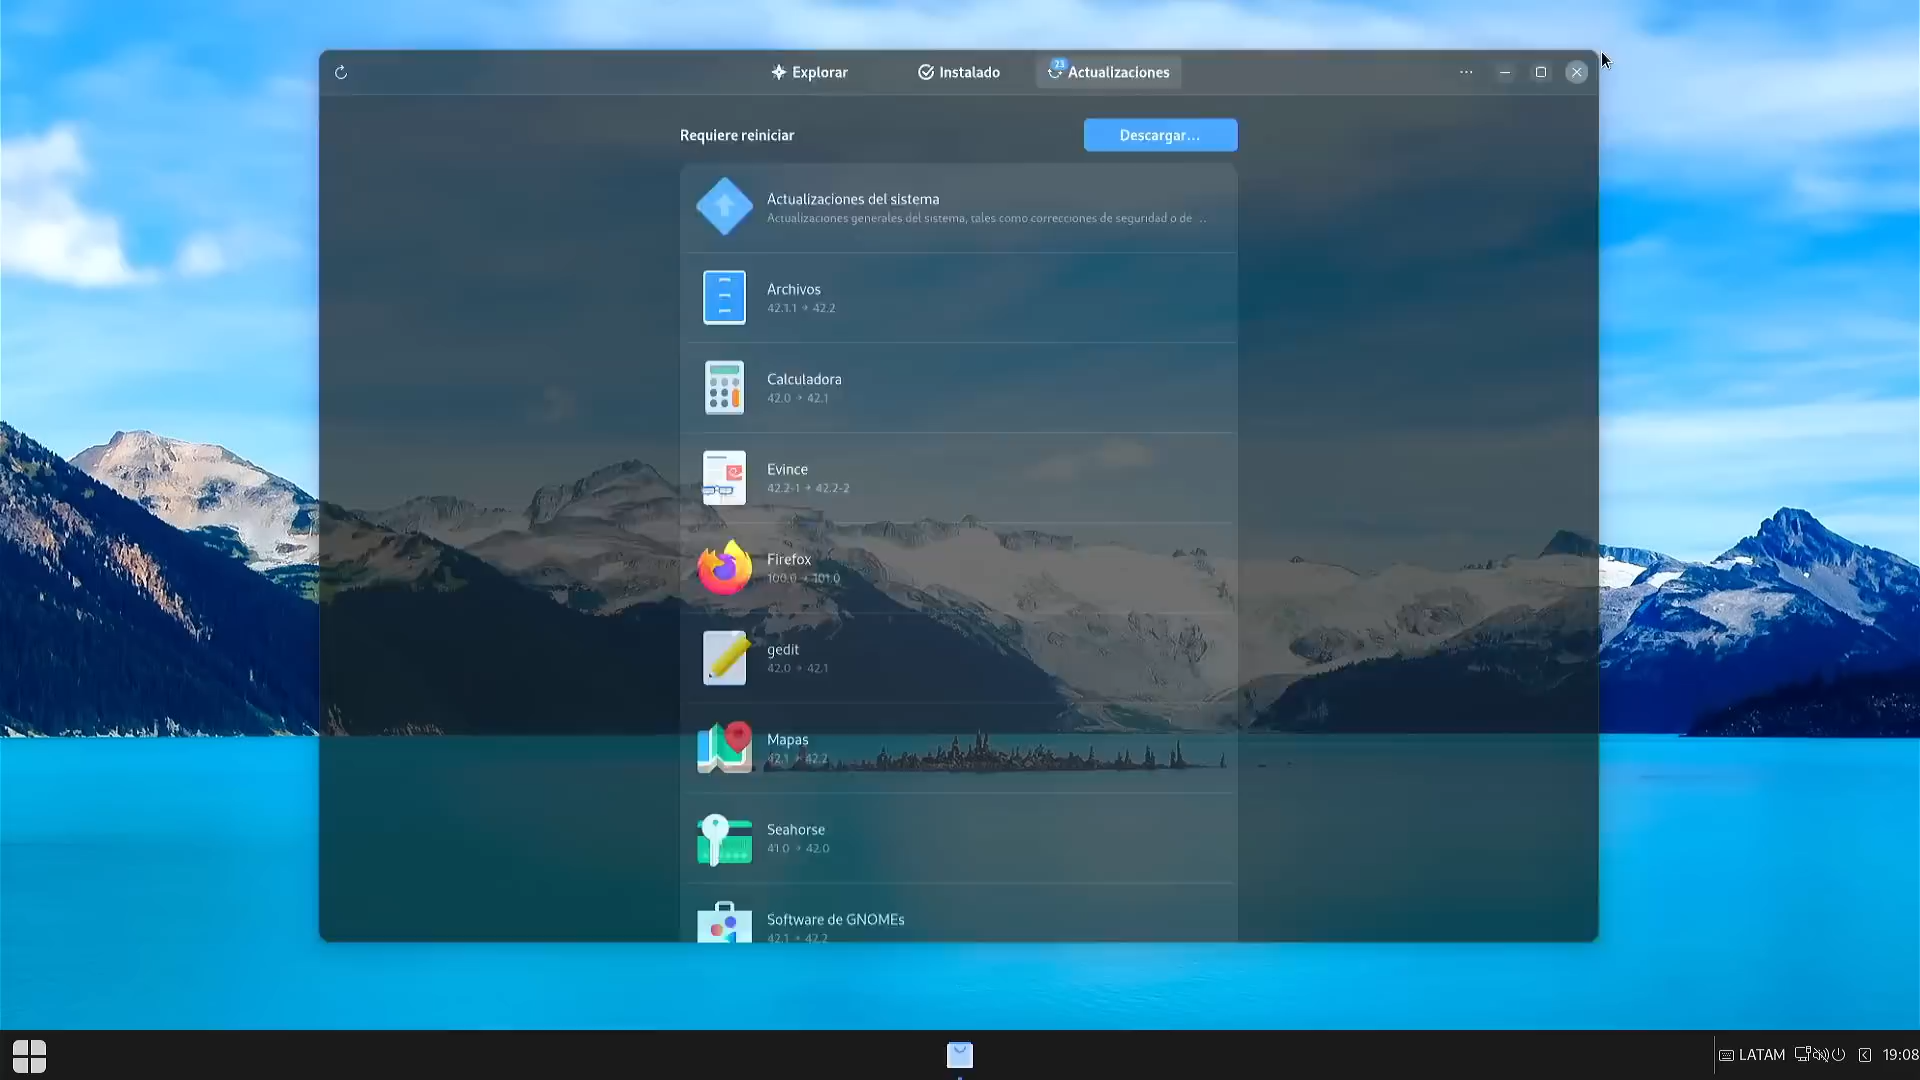 Explorar
Instalado
23
Actualizaciones
Requiere reiniciar
Descargar...
Actualizaciones del sistema
Actualizaciones generales del sistema, tales como correcciones de seguridad o de ...
Archivos
42.1.1 → 42.2
Calculadora
42.0 → 42.1
Evince
42.2-1 → 42.2-2
Firefox
100.0 → 101.0
gedit
42.0 → 42.1
Mapas
42.1 → 42.2
Seahorse
41.0 → 42.0
Software de GNOMEs
42.1 → 42.2
LATAM
19:08